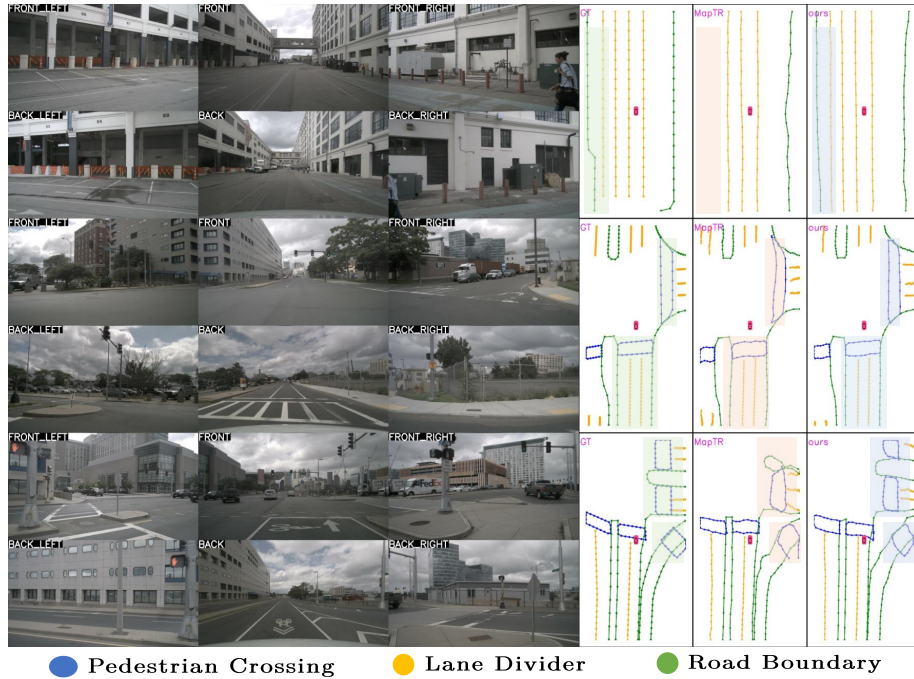 FRONT_LEFT FRONT FRONT_RIGHT GT MapTR ours
BACK_LEFT BACK BACK_RIGHT
FRONT_LEFT FRONT FRONT_RIGHT GT MapTR ours
BACK_LEFT BACK BACK_RIGHT
FRONT_LEFT FRONT FRONT_RIGHT GT MapTR ours
FedEx
BACK_LEFT BACK BACK_RIGHT
Pedestrian Crossing Lane Divider Road Boundary